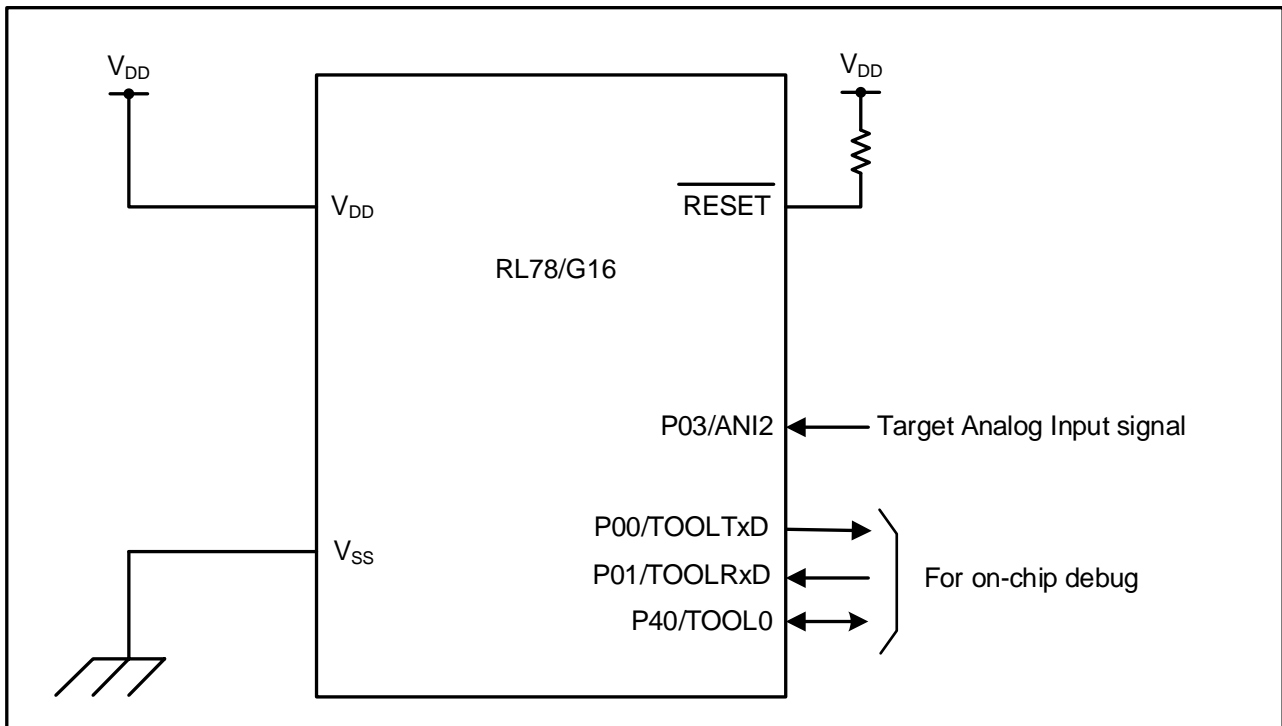 VDD
VDD
VDD
RESET
RL78/G16
P03/ANI2
Target Analog Input signal
P00/TOOLTxD
VSS
P01/TOOLRxD
For on-chip debug
P40/TOOL0